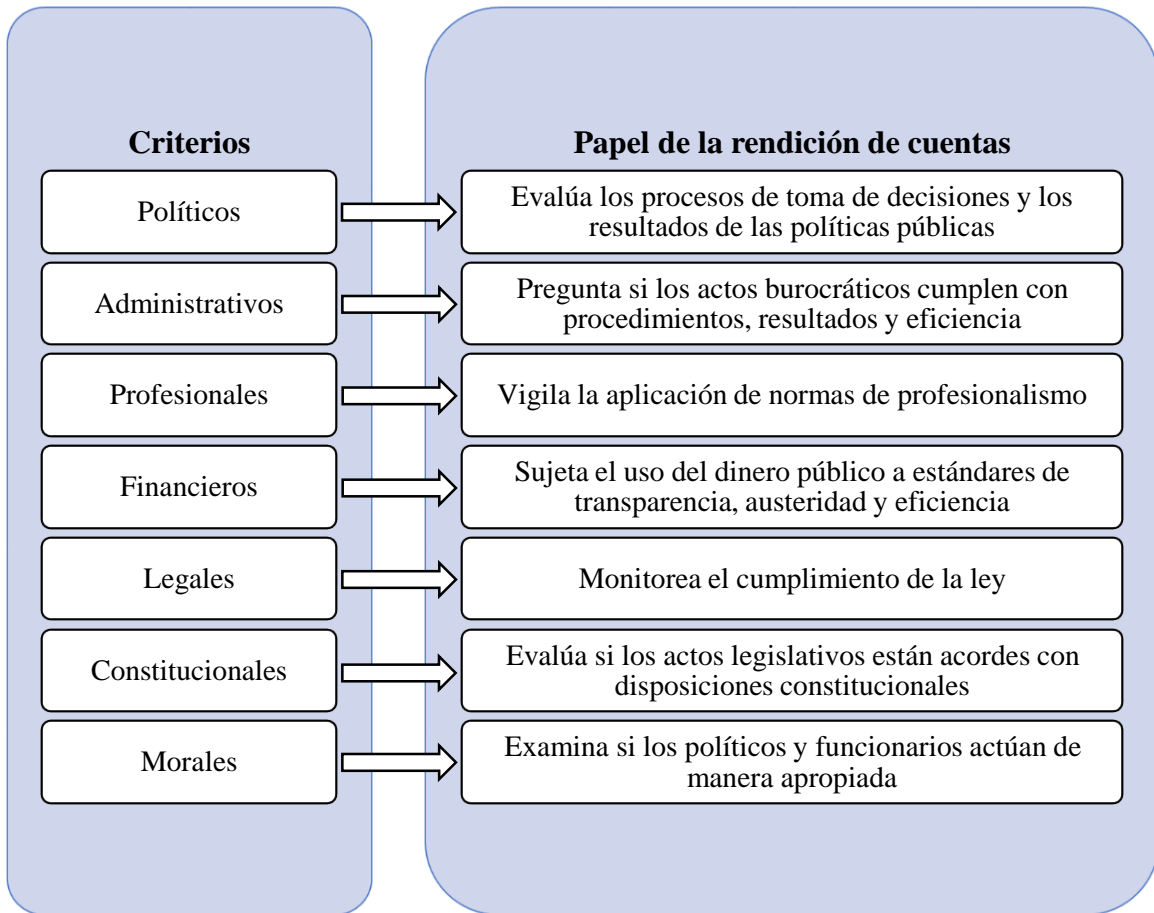 Criterios
Papel de la rendición de cuentas
Políticos
Evalúa los procesos de toma de decisiones y los
resultados de las políticas públicas
Administrativos
Pregunta si los actos burocráticos cumplen con
procedimientos, resultados y eficiencia
Profesionales
Vigila la aplicación de normas de profesionalismo
Financieros
Sujeta el uso del dinero público a estándares de
transparencia, austeridad y eficiencia
Legales
Monitorea el cumplimiento de la ley
Constitucionales
Evalúa si los actos legislativos están acordes con
disposiciones constitucionales
Morales
Examina si los políticos y funcionarios actúan de
manera apropiada